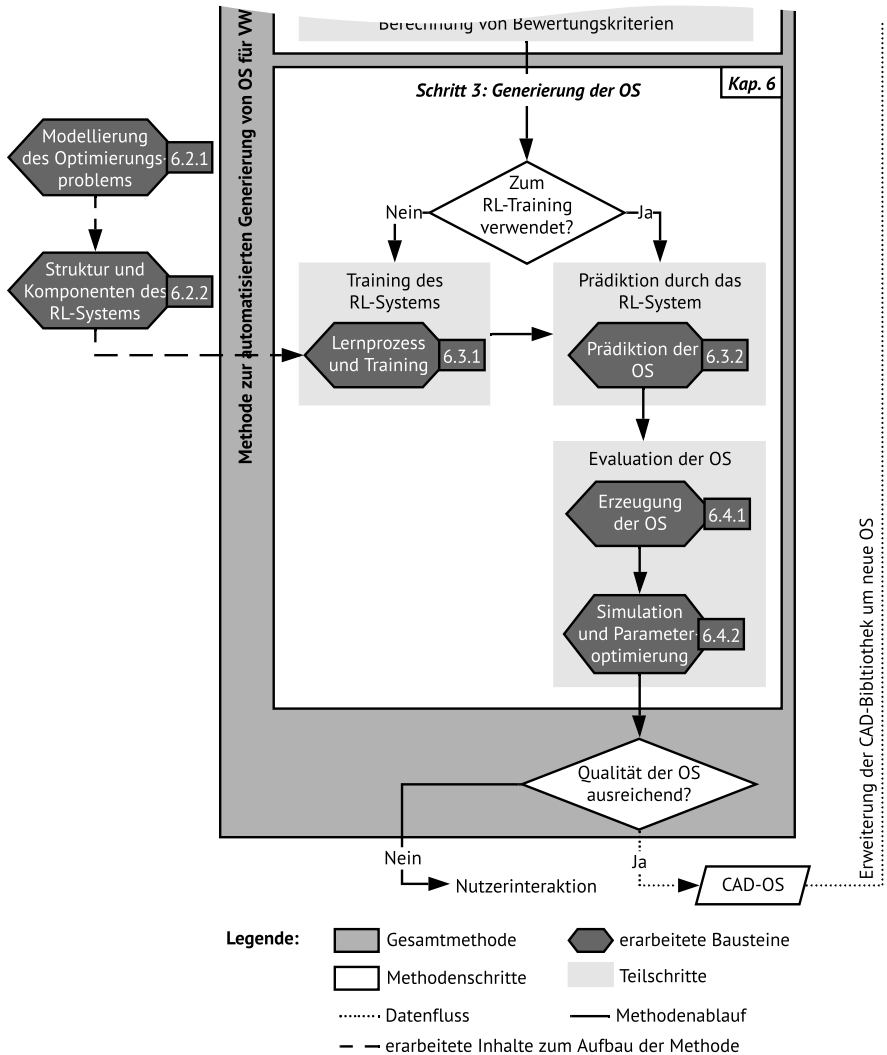 Berechnung von Bewertungskriterien
Methode zur automatisierten Generierung von OS für VW
Schritt 3: Generierung der OS
Kap. 6
Modellierung
des Optimierungs-
problems
6.2.1
Struktur und
Komponenten des
RL-Systems
6.2.2
Zum
RL-Training
verwendet?
Nein
Ja
Training des
RL-Systems
Lernprozess
und Training
6.3.1
Prädiktion durch das
RL-System
Prädiktion der
OS
6.3.2
Evaluation der OS
Erzeugung
der OS
6.4.1
Simulation
und Parameter-
optimierung
6.4.2
Qualität der OS
ausreichend?
Nein
Nutzerinteraktion
Ja
CAD-OS
Erweiterung der CAD-Bibltiothek um neue OS
Legende:
Gesamtmethode
erarbeitete Bausteine
Methodenschritte
Teilschritte
Datenfluss
Methodenablauf
erarbeitete Inhalte zum Aufbau der Methode